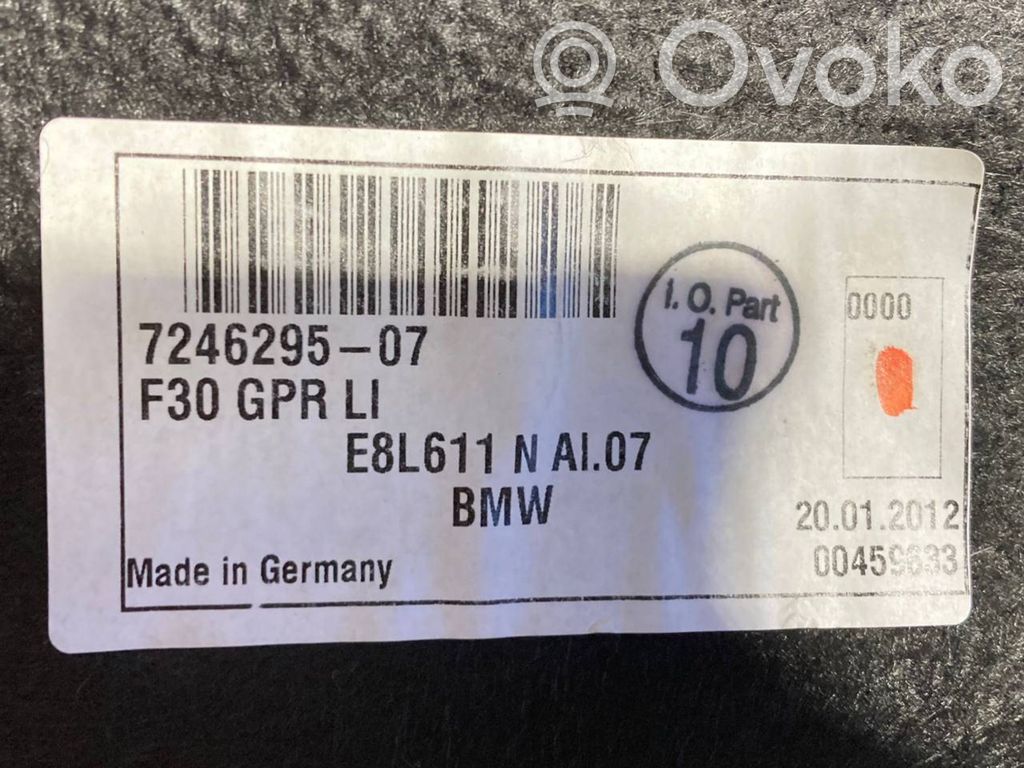 Ovoko
7246295-07
F30 GPR LI
E8L611 N AI.07
BMW
Made in Germany
i. O. Part
10
0000
20.01.2012
00459633